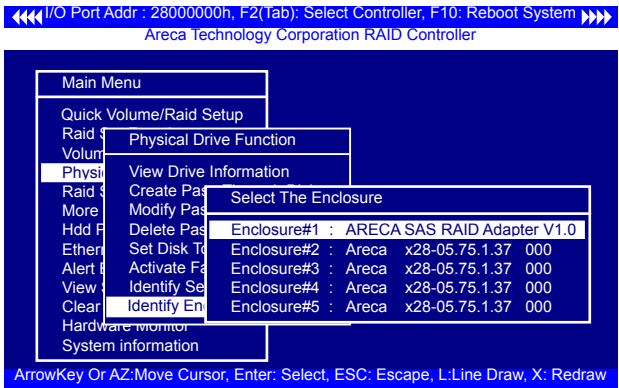 I/O Port Addr : 28000000h, F2(Tab): Select Controller, F10: Reboot System
Areca Technology Corporation RAID Controller
Main Menu
Quick Volume/Raid Setup
Raid
Physical Drive Function
View Drive Information
Create Pas
Modify Pas
Delete Pas
Set Disk
Activate
Identify Se
Identify En
Select The Enclosure
Enclosure#1 : ARECA SAS RAID Adapter V1.0
Enclosure#2 : Areca x28-05.75.1.37 000
Enclosure#3 : Areca x28-05.75.1.37 000
Enclosure#4 : Areca x28-05.75.1.37 000
Enclosure#5 : Areca x28-05.75.1.37 000
Volum
Physi
Raid
More
Hdd
Ether
Alert
View
Clear
Hardware Monitor
System information
ArrowKey Or AZ:Move Cursor, Enter: Select, ESC: Escape, L:Line Draw, X: Redraw